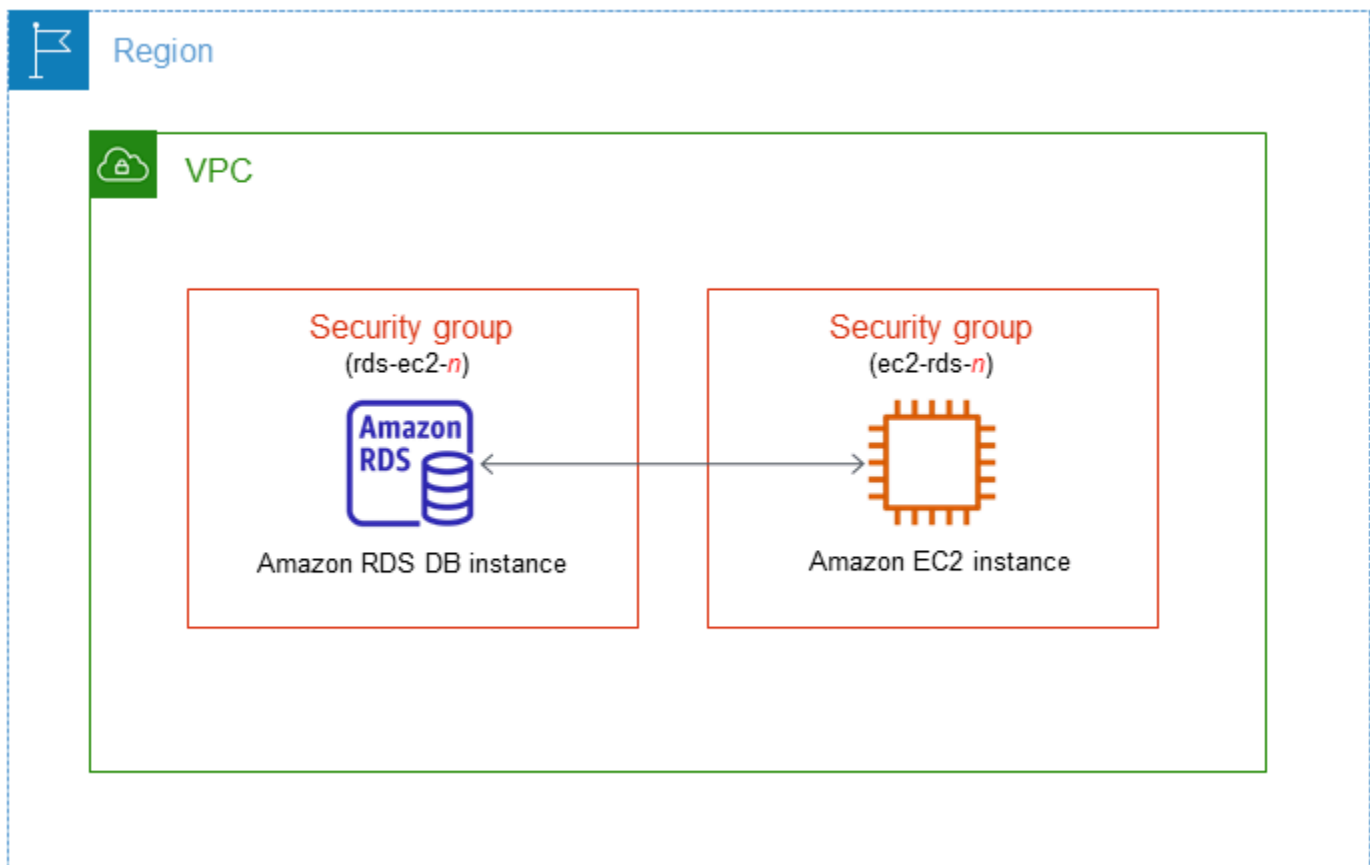 Region
VPC
Security group
(rds-ec2-n)
Amazon
RDS
Amazon RDS DB instance
Security group
(ec2-rds-n)
Amazon EC2 instance